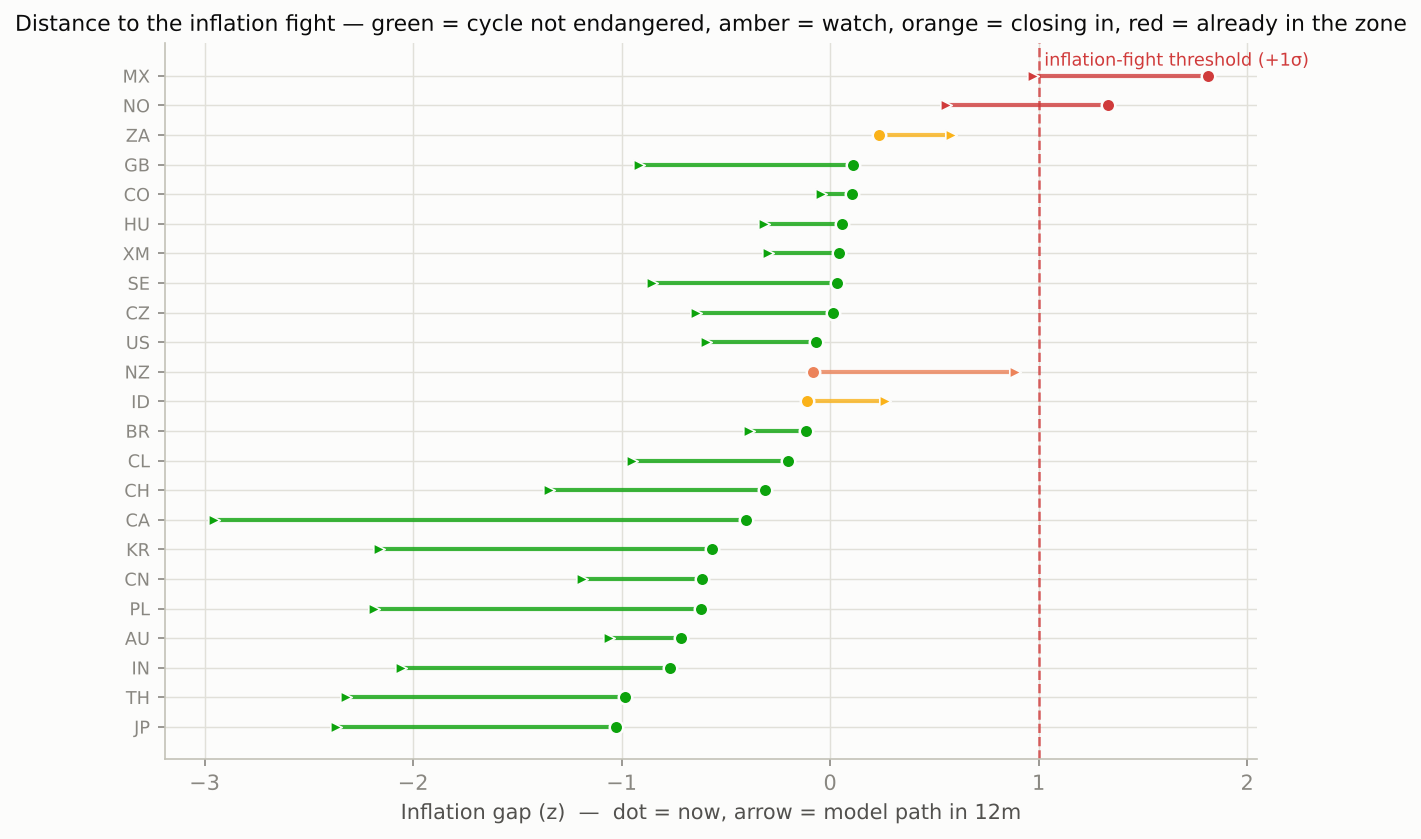 Distance to the inflation fight — green = cycle not endangered, amber = watch, orange = closing in, red = already in the zone
inflation-fight threshold (+1σ)
MX
NO
ZA
GB
CO
HU
XM
SE
CZ
US
NZ
ID
BR
CL
CH
CA
KR
CN
PL
AU
IN
TH
JP
−3 −2 −1 0 1 2
Inflation gap (z) — dot = now, arrow = model path in 12m